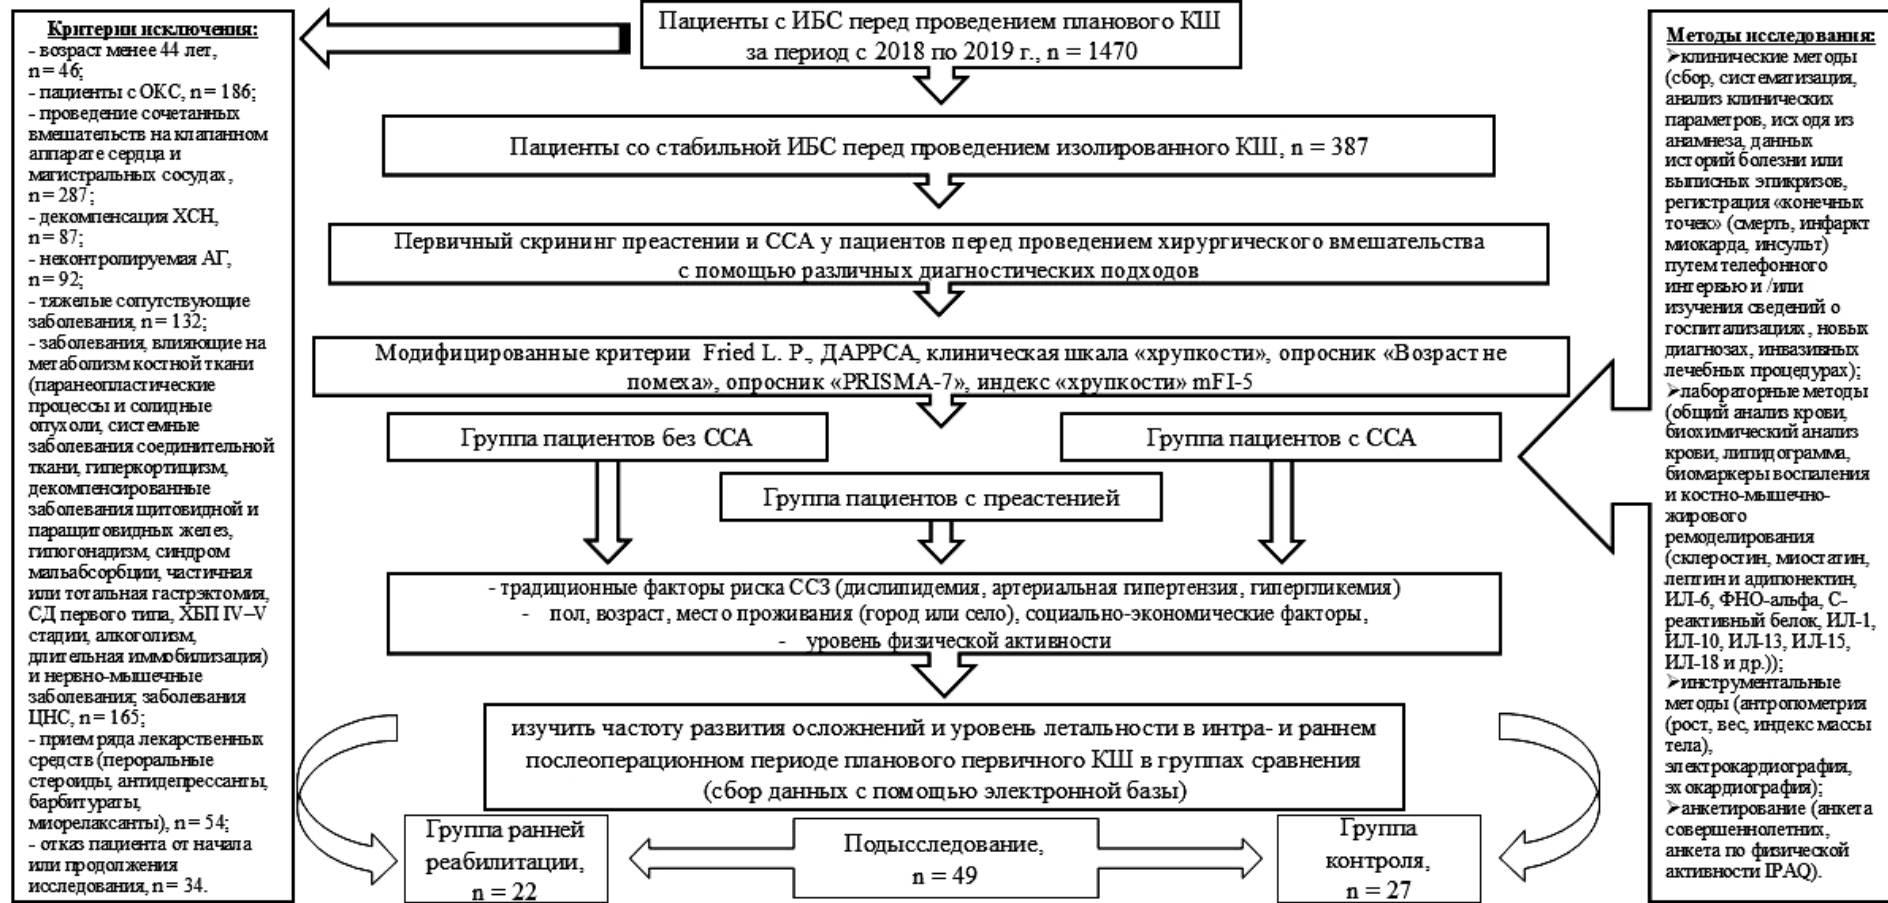 Критерии исключения:
- возраст менее 44 лет,
n = 46;
- пациенты с ОКС, n = 186;
- проведение сочетанных
вмешательств на клапанном
аппарате сердца и
магистральных сосудах,
n = 287;
- декомпенсация ХСН,
n = 87;
- неконтролируемая АГ,
n = 92;
- тяжелые сопутствующие
заболевания, n = 132;
- заболевания, влияющие на
метаболизм костной ткани
(паранеопластические
процессы и солидные
опухоли, системные
заболевания соединительной
ткани, гиперкортицизм,
декомпенсированные
заболевания щитовидной и
паращитовидных желез,
гипогонадизм, синдром
мальабсорбции, частичная
или тотальная гастрэктомия,
СД первого типа, ХБП IV–V
стадии, алкоголизм,
длительная иммобилизация)
и нервно-мышечные
заболевания; заболевания
ЦНС, n = 165;
- прием ряда лекарственных
средств (пероральные
стероиды, антидепрессанты,
барбитураты,
миорелаксанты), n = 54;
- отказ пациента от начала
или продолжения
исследования, n = 34.
Пациенты с ИБС перед проведением планового КШ
за период с 2018 по 2019 г., n = 1470
Пациенты со стабильной ИБС перед проведением изолированного КШ, n = 387
Первичный скрининг преастении и ССА у пациентов перед проведением хирургического вмешательства
с помощью различных диагностических подходов
Модифицированные критерии Fried L. P., ДАРРСА, клиническая шкала «хрупкости», опросник «Возраст не
помеха», опросник «PRISMA-7», индекс «хрупкости» mFI-5
Группа пациентов без ССА
Группа пациентов с ССА
Группа пациентов с преастенией
- традиционные факторы риска ССЗ (дислипидемия, артериальная гипертензия, гипергликемия)
- пол, возраст, место проживания (город или село), социально-экономические факторы,
- уровень физической активности
изучить частоту развития осложнений и уровень летальности в интра- и раннем
послеоперационном периоде планового первичного КШ в группах сравнения
(сбор данных с помощью электронной базы)
Группа ранней
реабилитации,
n = 22
Подысследование,
n = 49
Группа
контроля,
n = 27
Методы исследования:
➢клинические методы
(сбор, систематизация,
анализ клинических
параметров, исходя из
анамнеза, данных
историй болезни или
выписных эпикризов,
регистрация «конечных
точек» (смерть, инфаркт
миокарда, инсульт)
путем телефонного
интервью и /или
изучения сведений о
госпитализациях, новых
диагнозах, инвазивных
лечебных процедурах);
➢лабораторные методы
(общий анализ крови,
биохимический анализ
крови, липидограмма,
биомаркеры воспаления
и костно-мышечно-
жирового
ремоделирования
(склеростин, миостатин,
лептин и адипонектин,
ИЛ-6, ФНО-альфа, С-
реактивный белок, ИЛ-1,
ИЛ-10, ИЛ-13, ИЛ-15,
ИЛ-18 и др.));
➢инструментальные
методы (антропометрия
(рост, вес, индекс массы
тела),
электрокардиография,
эхокардиография);
➢анкетирование (анкета
совершеннолетних,
анкета по физической
активности IPAQ).